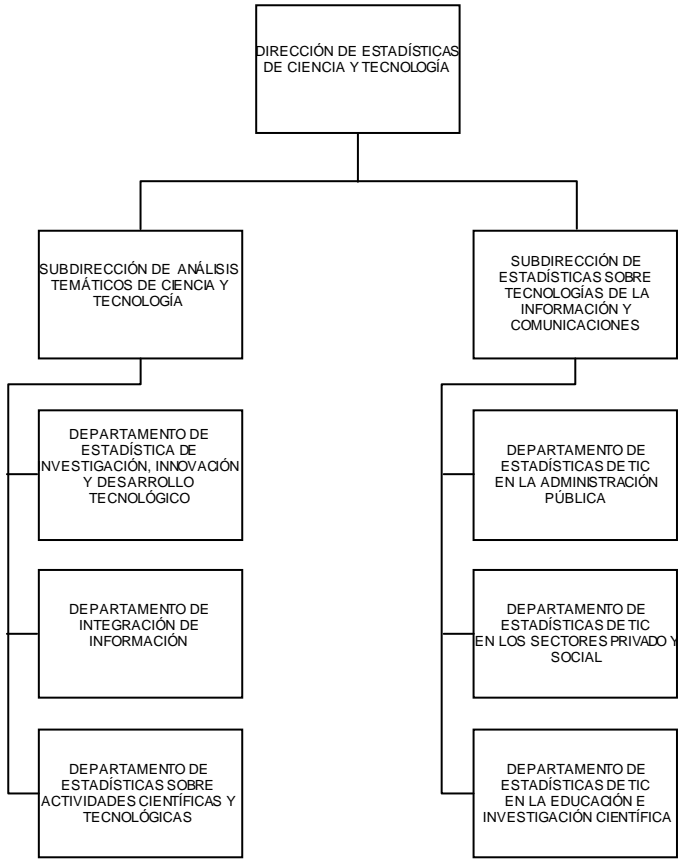 DIRECCIÓN DE ESTADÍSTICAS
DE CIENCIA Y TECNOLOGÍA
SUBDIRECCIÓN DE ANÁLISIS
TEMÁTICOS DE CIENCIA Y
TECNOLOGÍA
SUBDIRECCIÓN DE
ESTADÍSTICAS SOBRE
TECNOLOGÍAS DE LA
INFORMACIÓN Y
COMUNICACIONES
DEPARTAMENTO DE
ESTADÍSTICA DE
NVESTIGACIÓN, INNOVACIÓN
Y DESARROLLO
TECNOLÓGICO
DEPARTAMENTO DE
ESTADÍSTICAS DE TIC
EN LA ADMINISTRACIÓN
PÚBLICA
DEPARTAMENTO DE
INTEGRACIÓN DE
INFORMACIÓN
DEPARTAMENTO DE
ESTADÍSTICAS DE TIC
EN LOS SECTORES PRIVADO Y
SOCIAL
DEPARTAMENTO DE
ESTADÍSTICAS SOBRE
ACTIVIDADES CIENTÍFICAS Y
TECNOLÓGICAS
DEPARTAMENTO DE
ESTADÍSTICAS DE TIC
EN LA EDUCACIÓN E
INVESTIGACIÓN CIENTÍFICA